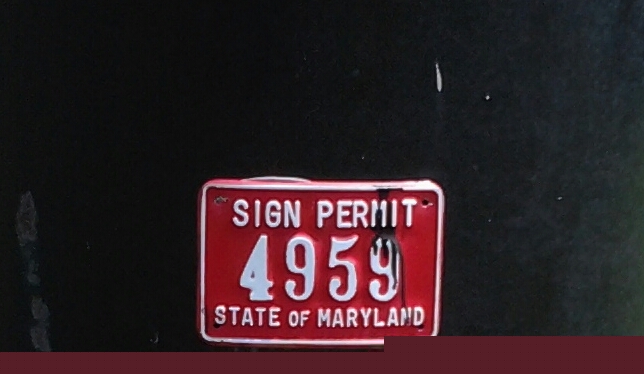 SIGN PERMIT
4959
STATE OF MARYLAND